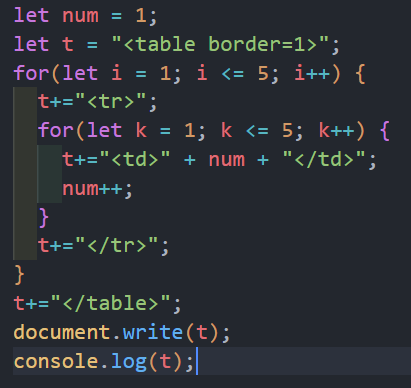 let num = 1;
let t = "<table border=1>";
for(let i = 1; i <= 5; i++) {
  t+="<tr>";
  for(let k = 1; k <= 5; k++) {
    t+="<td>" + num + "</td>";
    num++;
  }
  t+="</tr>";
}
t+="</table>";
document.write(t);
console.log(t);